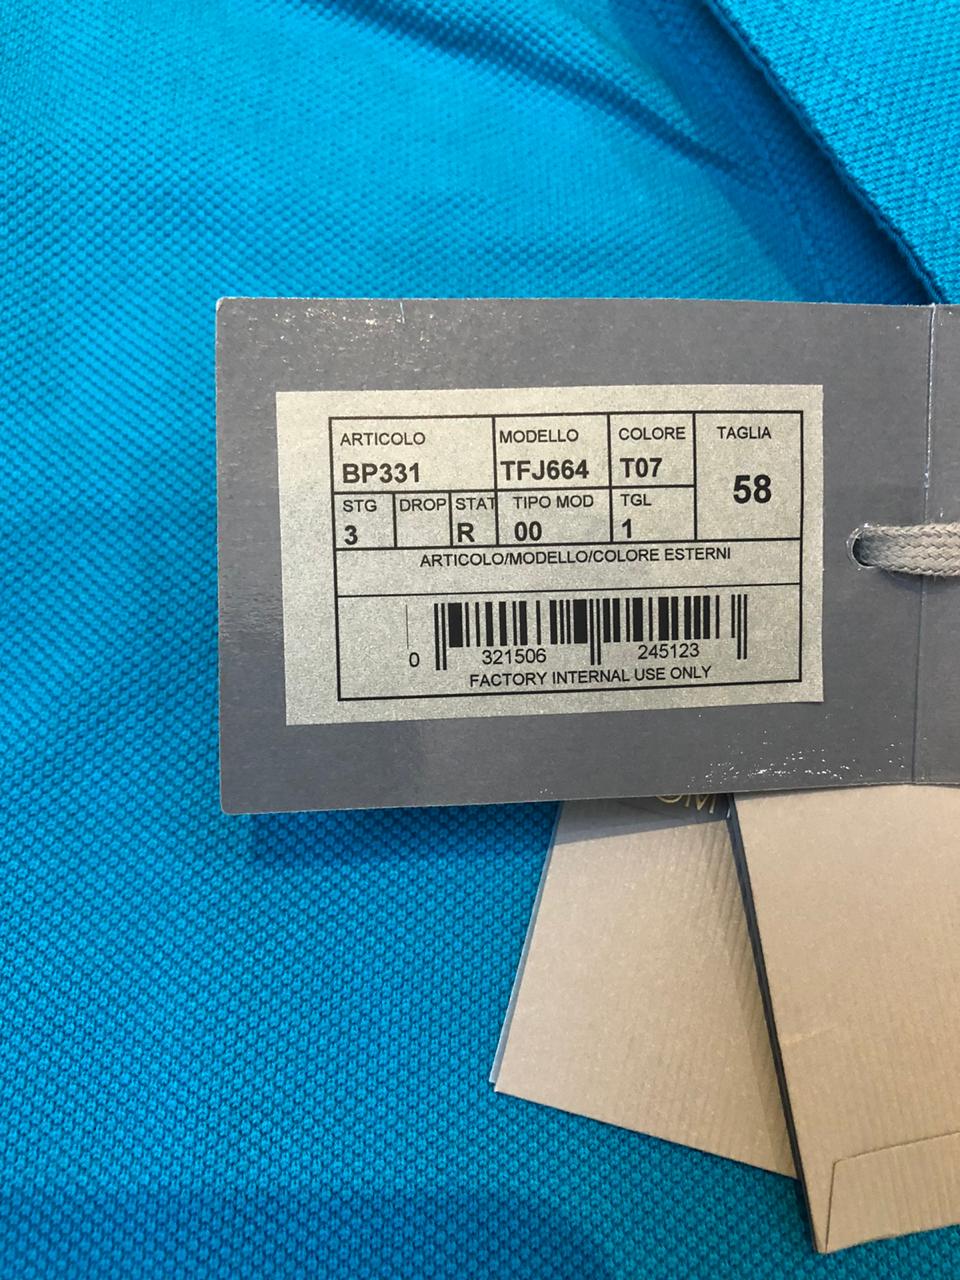 ARTICOLO MODELLO COLORE TAGLIA
BP331 TFJ664 T07 58
STG DROP STAT TIPO MOD TGL
3 R 00 1
ARTICOLO/MODELLO/COLORE ESTERNI
0 321506 245123
FACTORY INTERNAL USE ONLY
OM